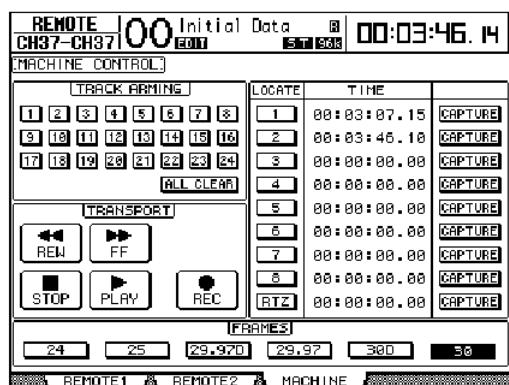 REMOTE 00 Initial Data R 00:03:46. 14
CH37-CH37 EDIT ST 96k
MACHINE CONTROL
TRACK ARMING LOCATE TIME
1 2 3 4 5 6 7 8 1 00:03:07.15 CAPTURE
9 10 11 12 13 14 15 16 2 00:03:46.10 CAPTURE
17 18 19 20 21 22 23 24 3 00:00:00.00 CAPTURE
ALL CLEAR 4 00:00:00.00 CAPTURE
TRANSPORT 5 00:00:00.00 CAPTURE
REW FF 6 00:00:00.00 CAPTURE
7 00:00:00.00 CAPTURE
STOP PLAY REC 8 00:00:00.00 CAPTURE
RTZ 00:00:00.00 CAPTURE
FRAMES
24 25 29.97D 29.97 30D 30
REMOTE1 REMOTE2 MACHINE